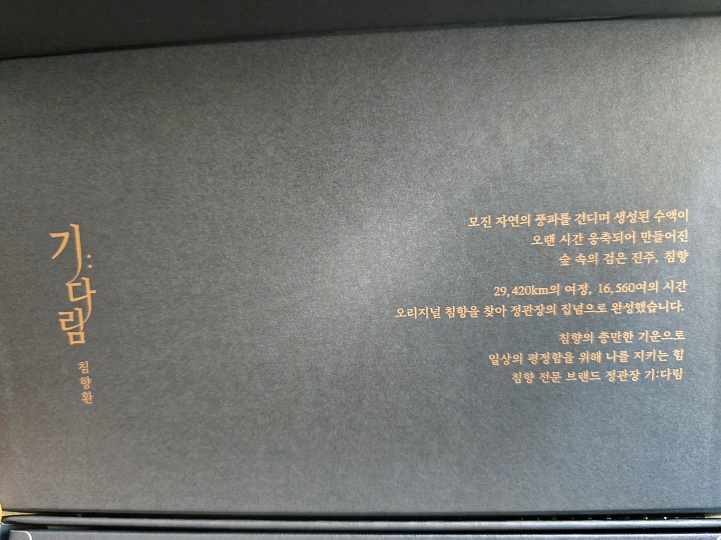 기:다림
침향환
모진 자연의 풍파를 견디며 생성된 수액이
오랜 시간 응축되어 만들어진
숲 속의 검은 진주, 침향
29,420km의 여정, 16,560여의 시간
오리지널 침향을 찾아 정관장의 집념으로 완성했습니다.
침향의 충만한 기운으로
일상의 평정함을 위해 나를 지키는 힘
침향 전문 브랜드 정관장 기:다림